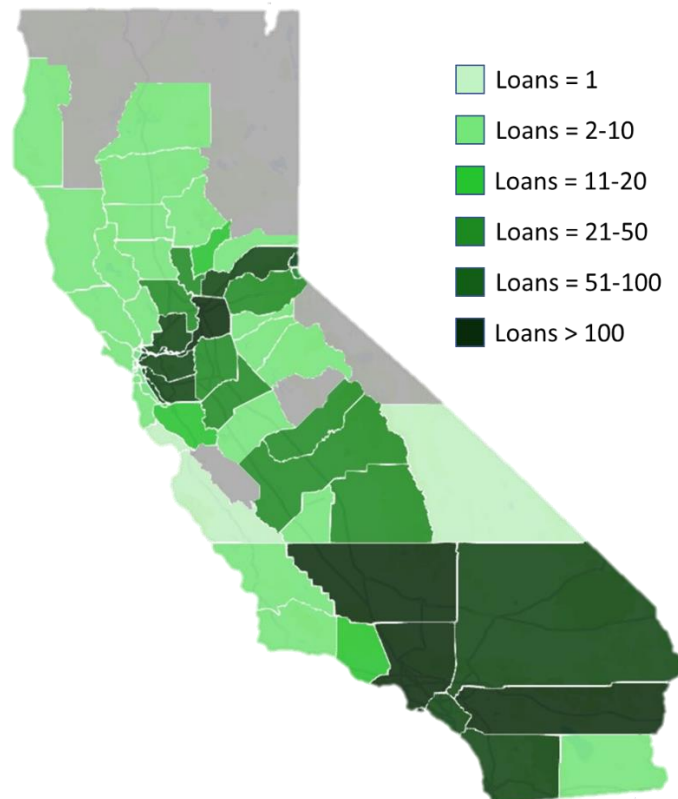 Loans = 1
Loans = 2-10
Loans = 11-20
Loans = 21-50
Loans = 51-100
Loans > 100